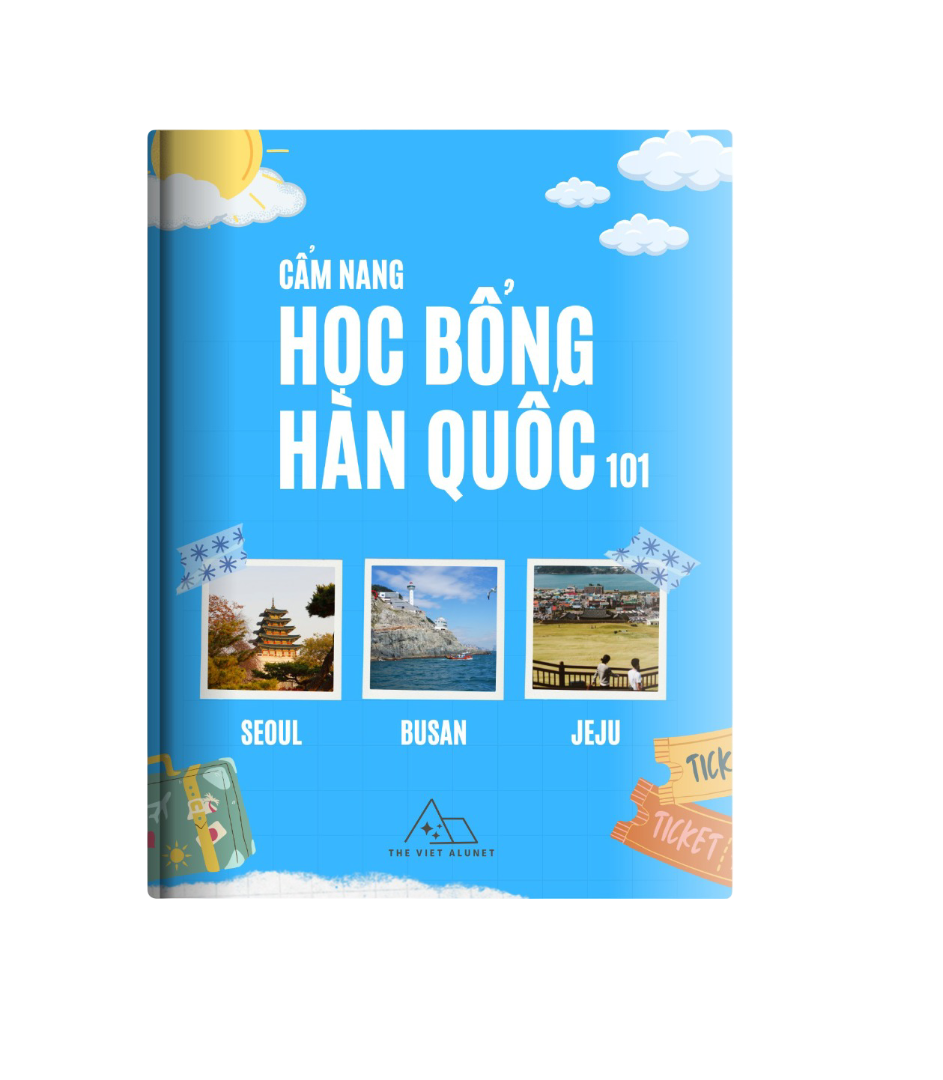 CẨM NANG
HỌC BỔNG
HÀN QUỐC 101
SEOUL
BUSAN
JEJU
TICK
TICKET
THE VIET ALUNET